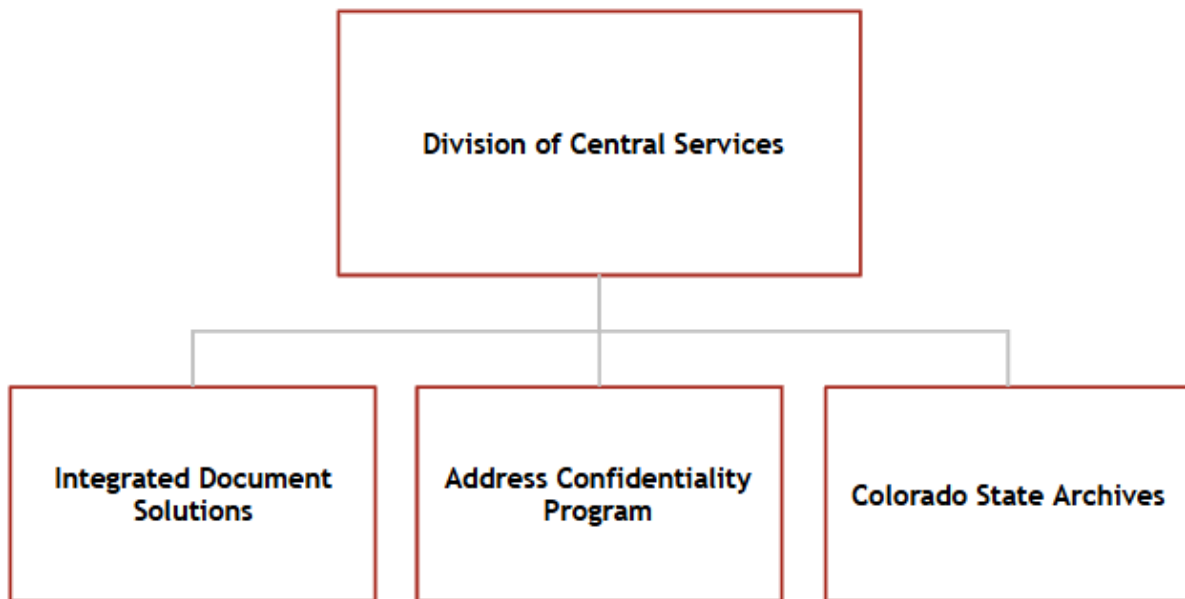 Division of Central Services
Integrated Document
Solutions
Address Confidentiality
Program
Colorado State Archives